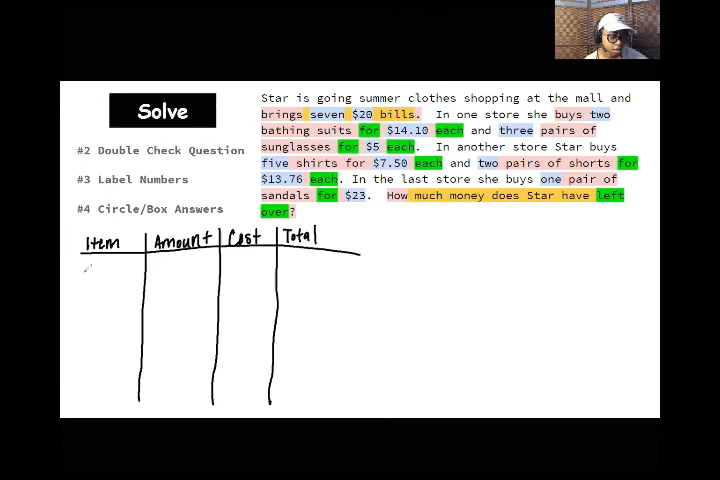 Solve
#2 Double Check Question
#3 Label Numbers
#4 Circle/Box Answers
Star is going summer clothes shopping at the mall and
brings seven $20 bills. In one store she buys two
bathing suits for $14.10 each and three pairs of
sunglasses for $5 each. In another store Star buys
five shirts for $7.50 each and two pairs of shorts for
$13.76 each. In the last store she buys one pair of
sandals for $23. How much money does Star have left
over?
Item Amount Cost Total